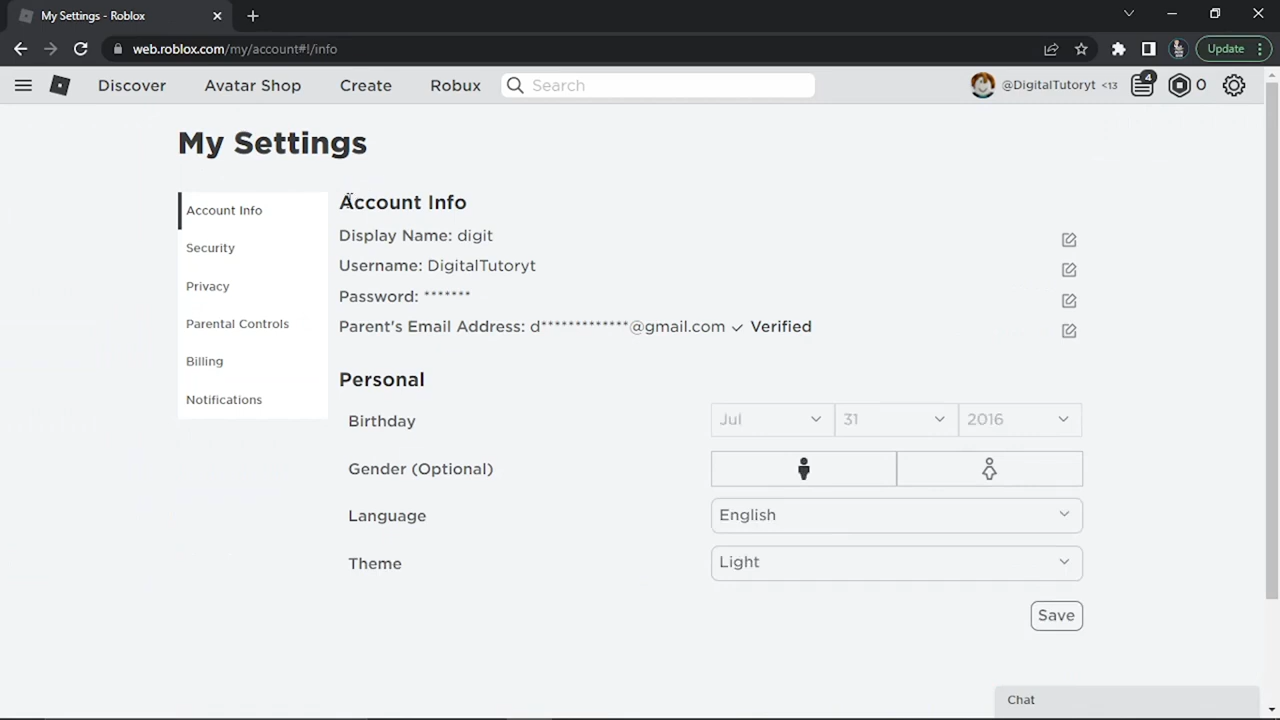 My Settings - Roblox
web.roblox.com/my/account#!/info
Update
Discover
Avatar Shop
Create
Robux
Search
@DigitalTutoryt <13
4
0
My Settings
Account Info
Security
Privacy
Parental Controls
Billing
Notifications
Account Info
Display Name: digit
Username: DigitalTutoryt
Password: *******
Parent's Email Address: d*************@gmail.com ✓ Verified
Personal
Birthday
Jul
31
2016
Gender (Optional)
Language
English
Theme
Light
Save
Chat